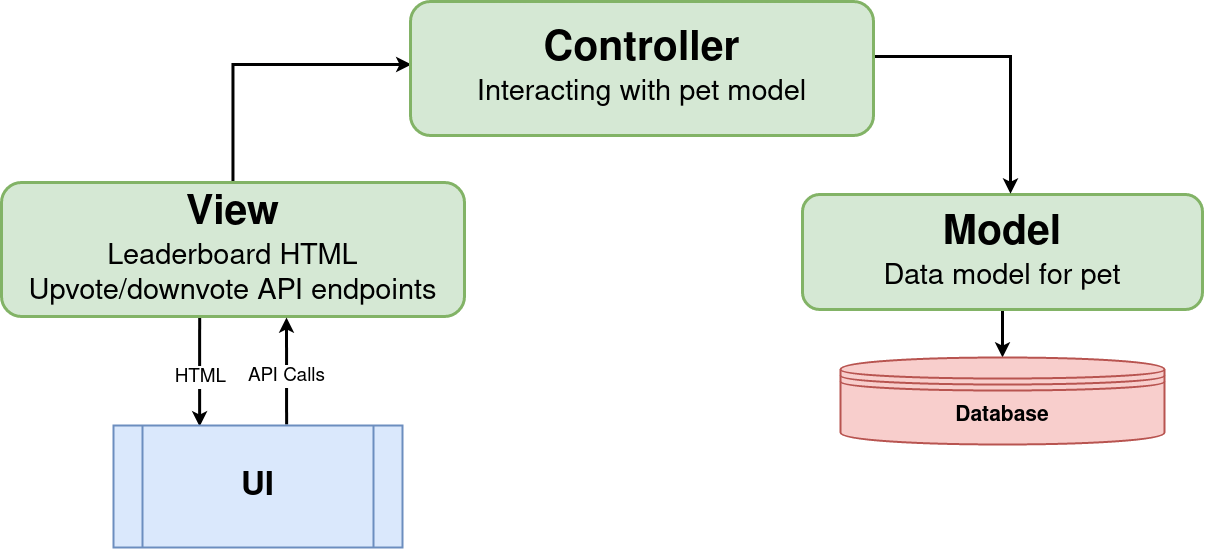 Controller
Interacting with pet model
View
Leaderboard HTML
Upvote/downvote API endpoints
Model
Data model for pet
HTML
API Calls
Database
UI